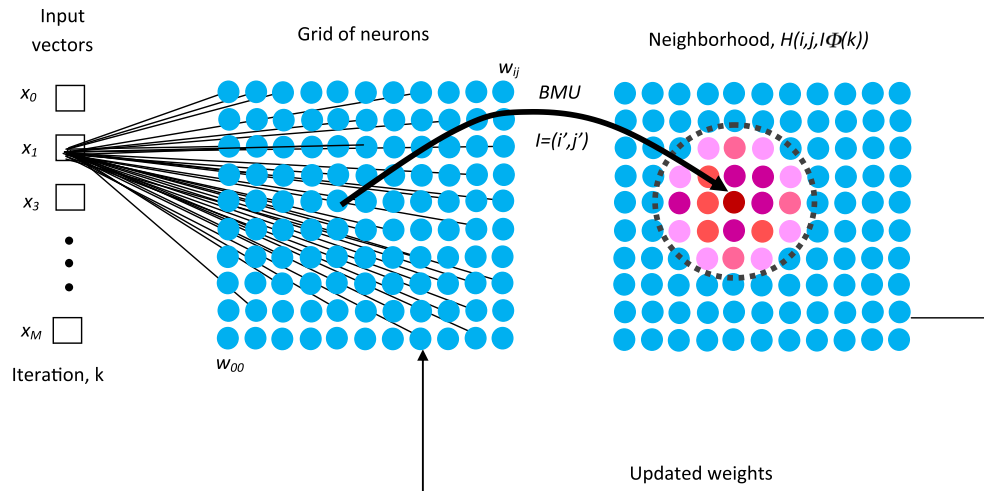 Input
vectors
Grid of neurons
Neighborhood, H(i,j,IΦ(k))
x0
wij
BMU
I=(i’,j’)
x1
x3
xM
w00
Iteration, k
Updated weights